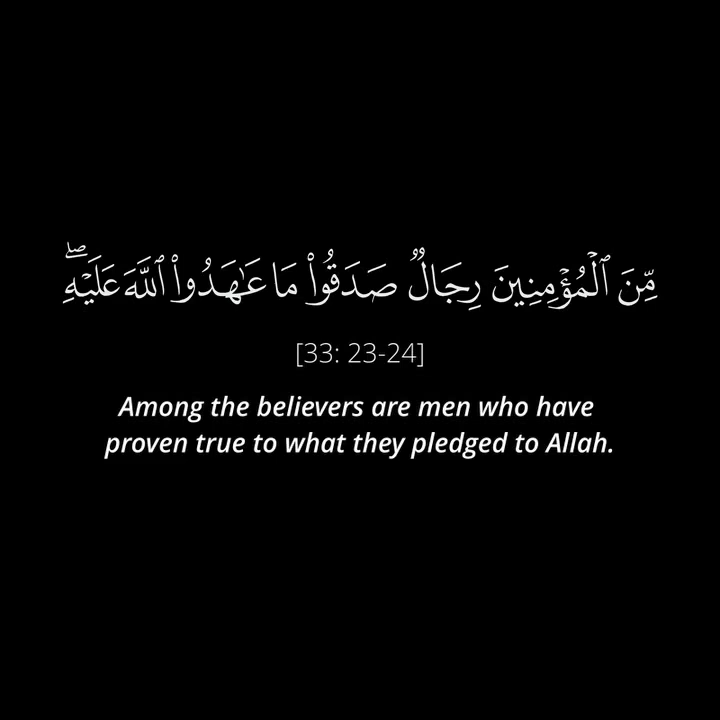 مِّنَ ٱلْمُؤْمِنِينَ رِجَالٌ صَدَقُوا۟ مَا عَـٰهَدُوا۟ ٱللَّهَ عَلَيْهِ ۖ
[33: 23-24]
Among the believers are men who have
proven true to what they pledged to Allah.